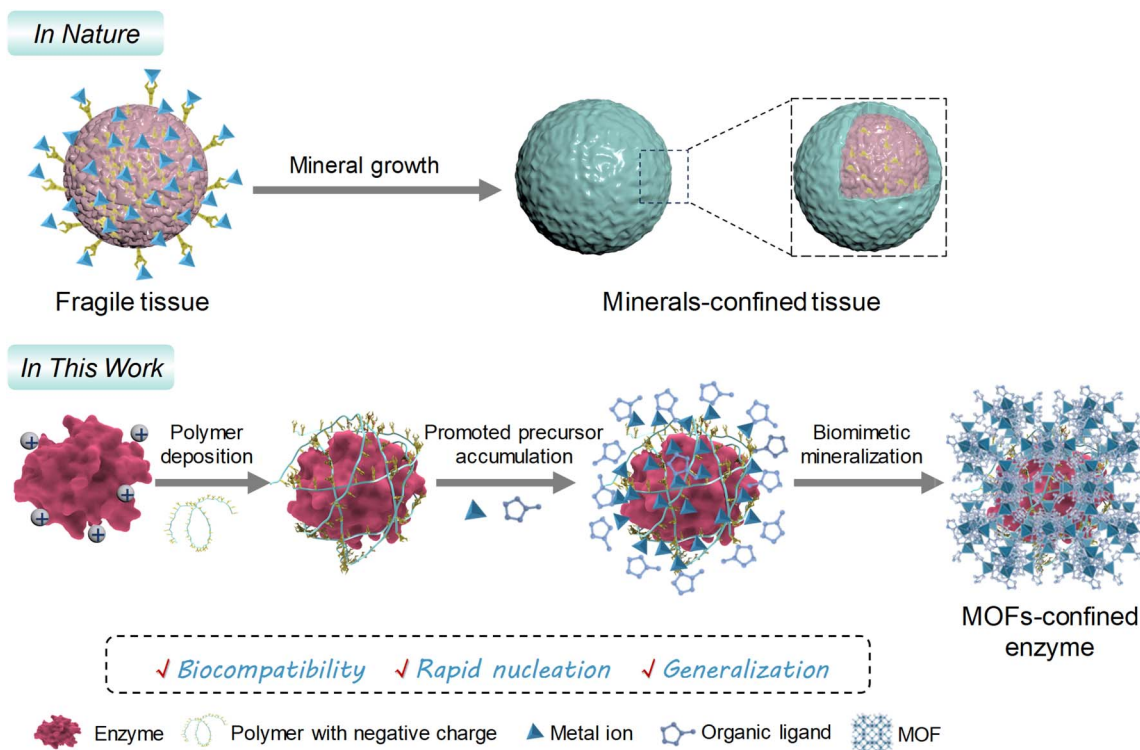 In Nature
Mineral growth
Fragile tissue
Minerals-confined tissue
In This Work
Polymer
deposition
Promoted precursor
accumulation
Biomimetic
mineralization
MOFs-confined
enzyme
√ Biocompatibility √ Rapid nucleation √ Generalization
Enzyme Polymer with negative charge Metal ion Organic ligand MOF